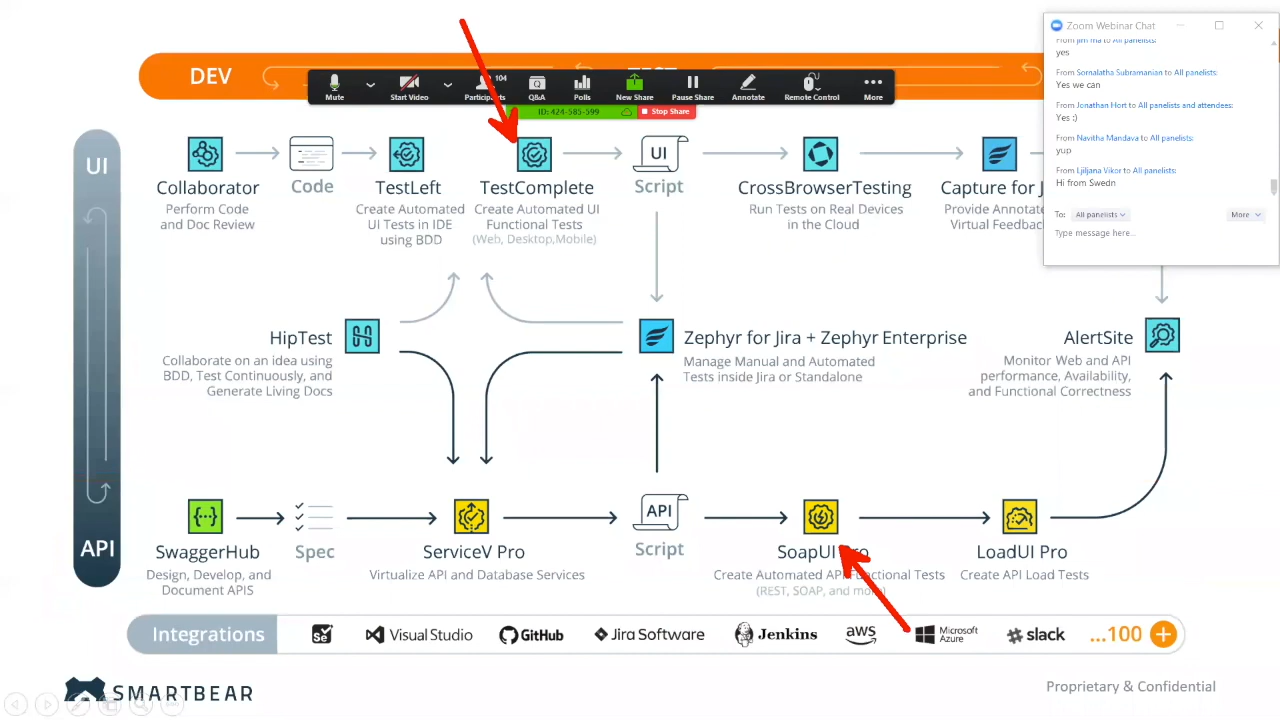 DEV
Mute
Start Video
Participants
104
Q&A
Polls
New Share
Pause Share
Annotate
Remote Control
More
ID: 424-585-599
Stop Share
Zoom Webinar Chat
From jim ma to All panelists:
yes
From Sornalatha Subramanian to All panelists:
Yes we can
From Jonathan Hort to All panelists and attendees:
Yes :)
From Navitha Mandava to All panelists:
yup
From Ljiljana Vikor to All panelists:
Hi from Swedn
To: All panelists
More
Type message here...
UI
Collaborator
Perform Code
and Doc Review
Code
TestLeft
Create Automated
UI Tests in IDE
using BDD
TestComplete
Create Automated UI
Functional Tests
(Web, Desktop,Mobile)
UI
Script
CrossBrowserTesting
Run Tests on Real Devices
in the Cloud
Capture for J
Provide Annotate
Virtual Feedback
HipTest
Collaborate on an idea using
BDD, Test Continuously, and
Generate Living Docs
Zephyr for Jira + Zephyr Enterprise
Manage Manual and Automated
Tests inside Jira or Standalone
AlertSite
Monitor Web and API
performance, Availability,
and Functional Correctness
API
SwaggerHub
Design, Develop, and
Document APIS
Spec
ServiceV Pro
Virtualize API and Database Services
API
Script
SoapUI Pro
Create Automated API Functional Tests
(REST, SOAP, and more)
LoadUI Pro
Create API Load Tests
Integrations
Se
Visual Studio
GitHub
Jira Software
Jenkins
aws
Microsoft
Azure
slack
...100 +
SMARTBEAR
Proprietary & Confidential